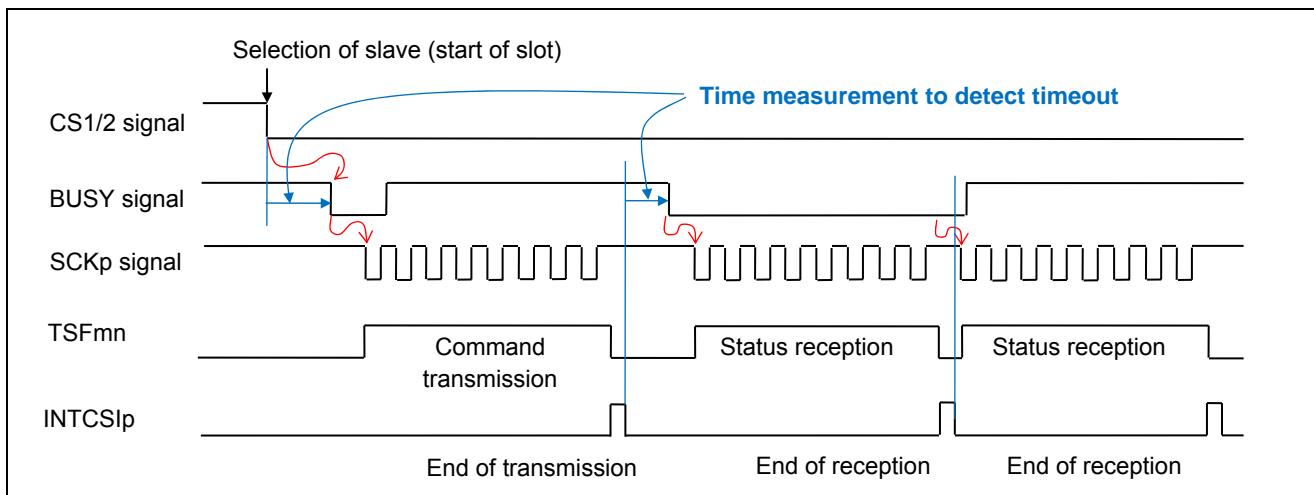 Selection of slave (start of slot)
Time measurement to detect timeout
CS1/2 signal
BUSY signal
SCKp signal
TSFmn
Command
transmission
Status reception
Status reception
INTCSIp
End of transmission
End of reception
End of reception